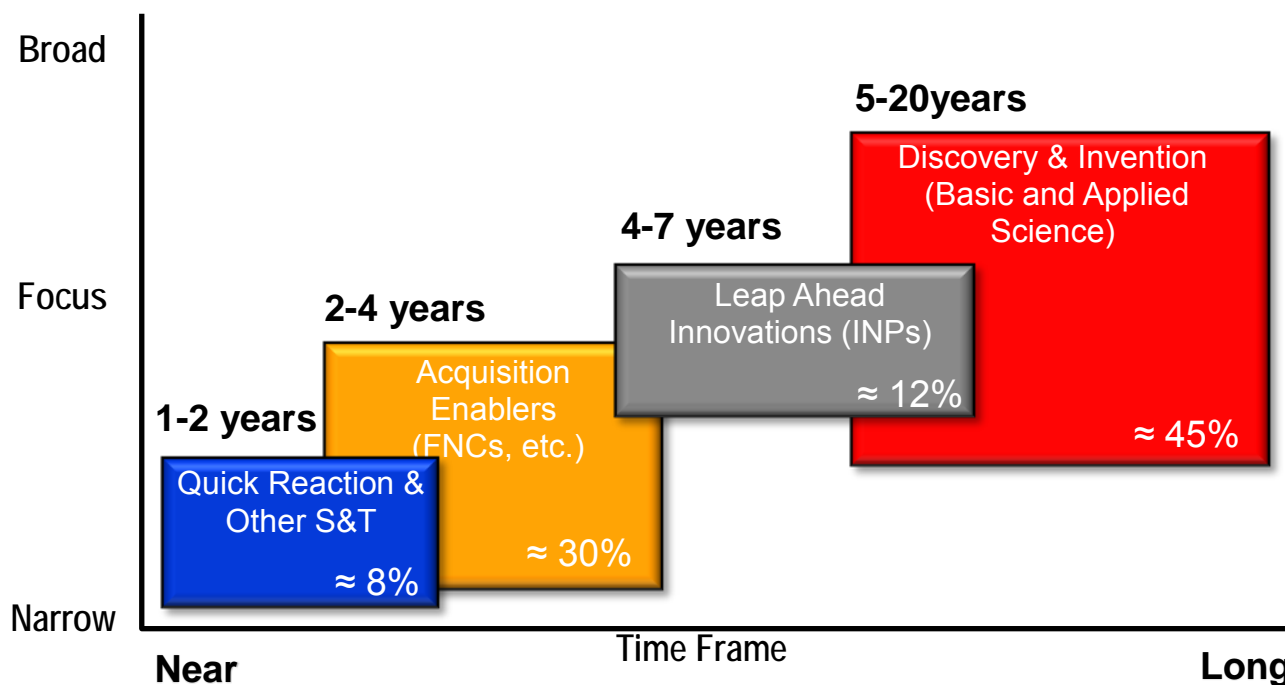 Broad
5-20years
Discovery & Invention
(Basic and Applied
Science)
≈ 45%
4-7 years
Leap Ahead
Innovations (INPs)
≈ 12%
Focus
2-4 years
Acquisition
Enablers
(FNCs, etc.)
≈ 30%
1-2 years
Quick Reaction &
Other S&T
≈ 8%
Narrow
Time Frame
Near
Long